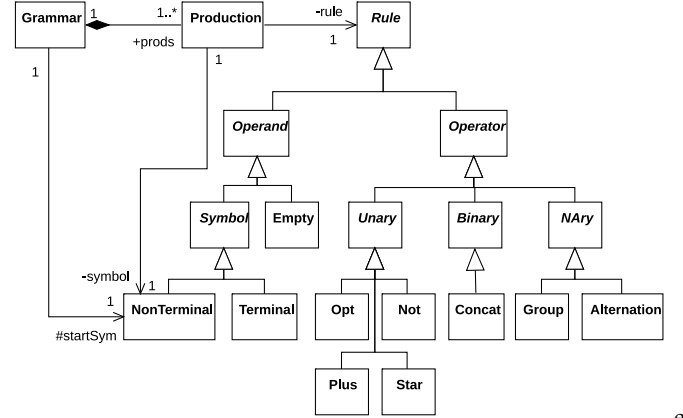 Grammar
1
1..*
Production
-rule
Rule
+prods
1
1
1
Operand
Operator
Symbol
Empty
Unary
Binary
NAry
-symbol
1
1
NonTerminal
Terminal
Opt
Not
Concat
Group
Alternation
#startSym
Plus
Star